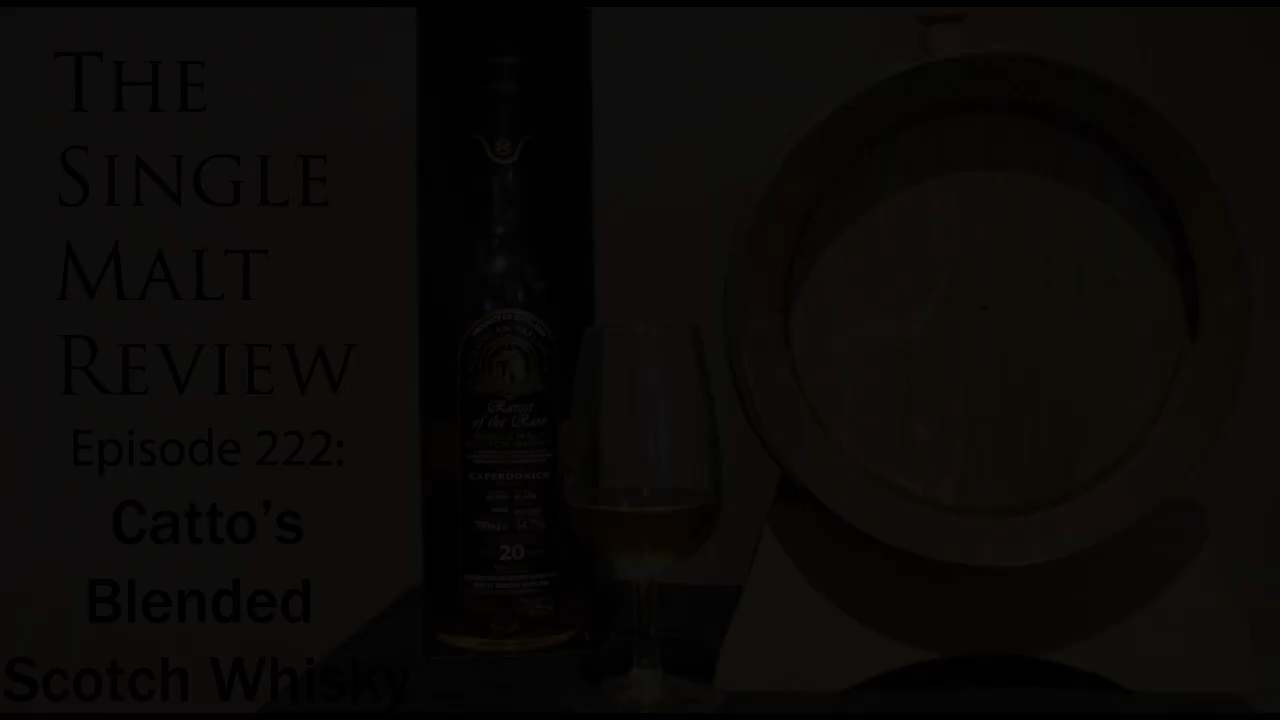 THE
SINGLE
MALT
REVIEW
Episode 222:
Catto's
Blended
Scotch Whisky
Rarest
of the Rare
CAPERDONICH
20